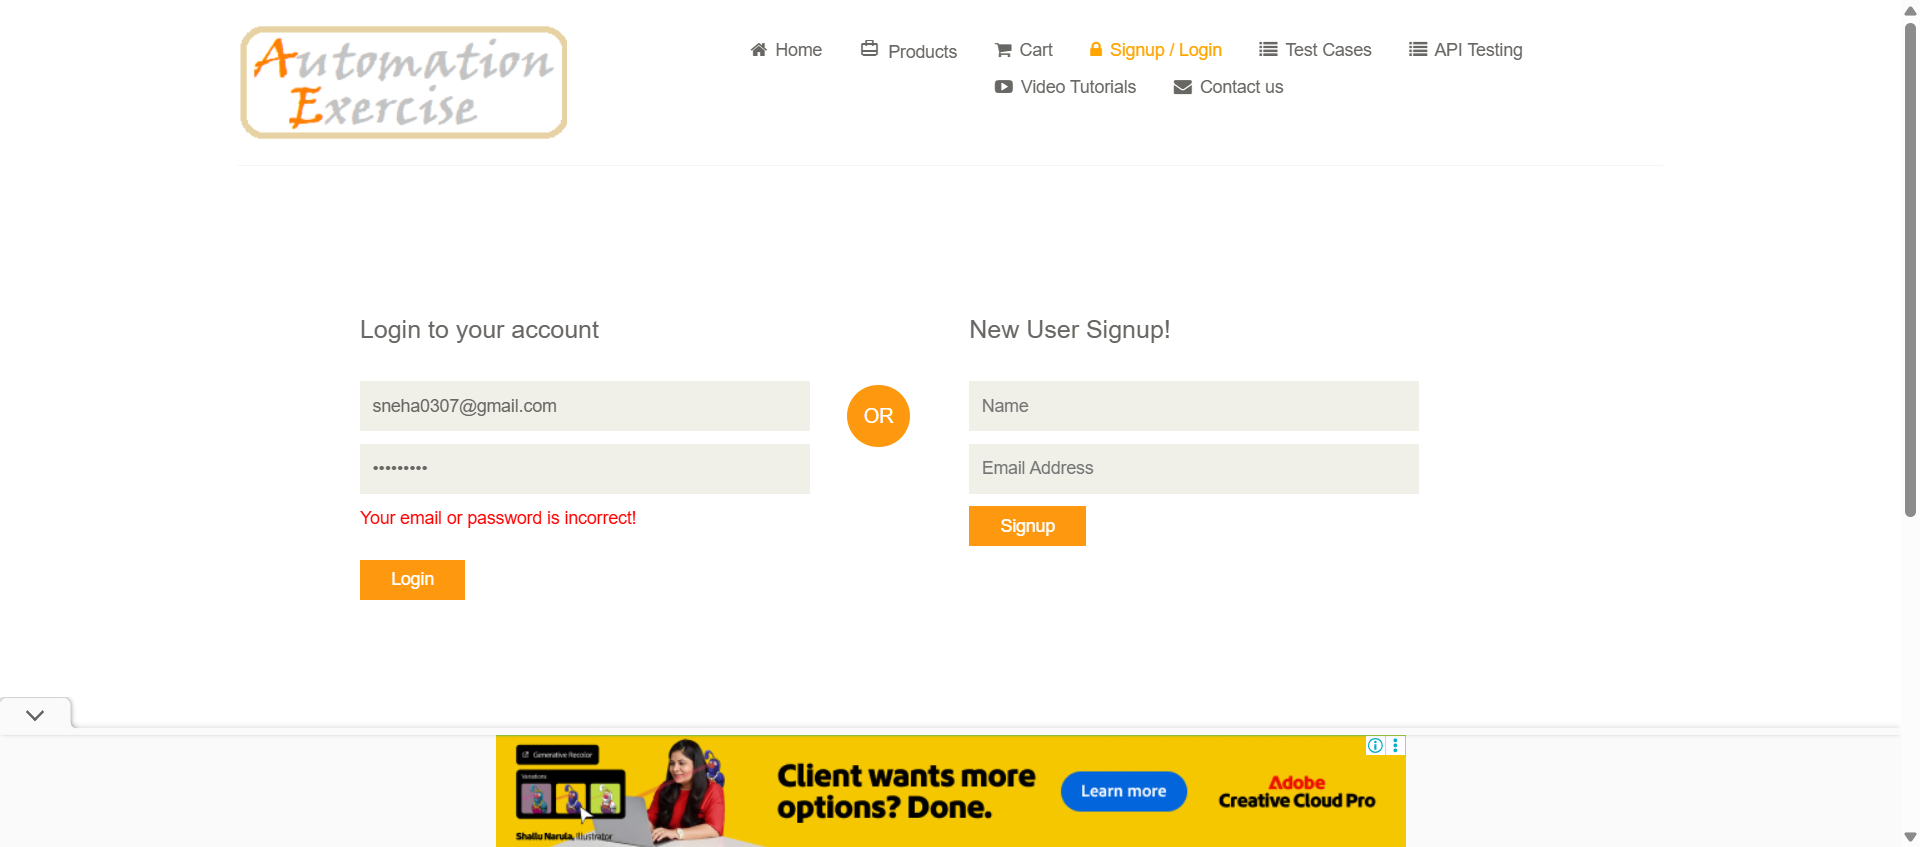 Automation
Exercise
Home
Products
Cart
Signup / Login
Test Cases
API Testing
Video Tutorials
Contact us
Login to your account
New User Signup!
sneha0307@gmail.com
OR
Name
•••••••••
Email Address
Your email or password is incorrect!
Signup
Login
Generative Recolor
Variations
Shallu Narula, Illustrator
Client wants more
options? Done.
Learn more
Adobe
Creative Cloud Pro